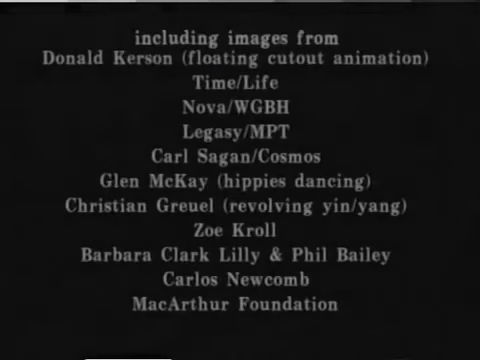 including images from
Donald Kerson (floating cutout animation)
Time/Life
Nova/WGBH
Legasy/MPT
Carl Sagan/Cosmos
Glen McKay (hippies dancing)
Christian Greuel (revolving yin/yang)
Zoe Kroll
Barbara Clark Lilly & Phil Bailey
Carlos Newcomb
MacArthur Foundation